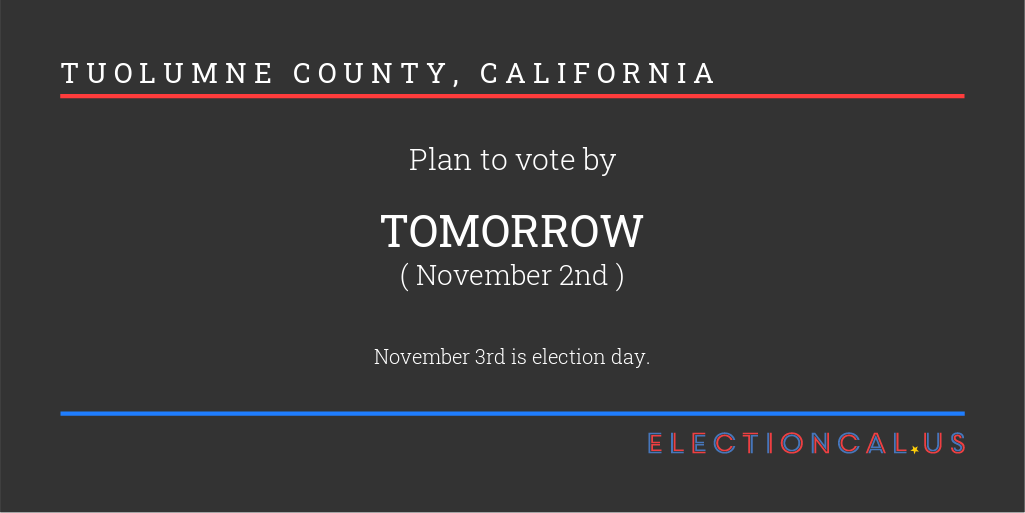 TUOLUMNE COUNTY, CALIFORNIA
Plan to vote by
TOMORROW
( November 2nd )
November 3rd is election day.
ELECTIONCAL.US